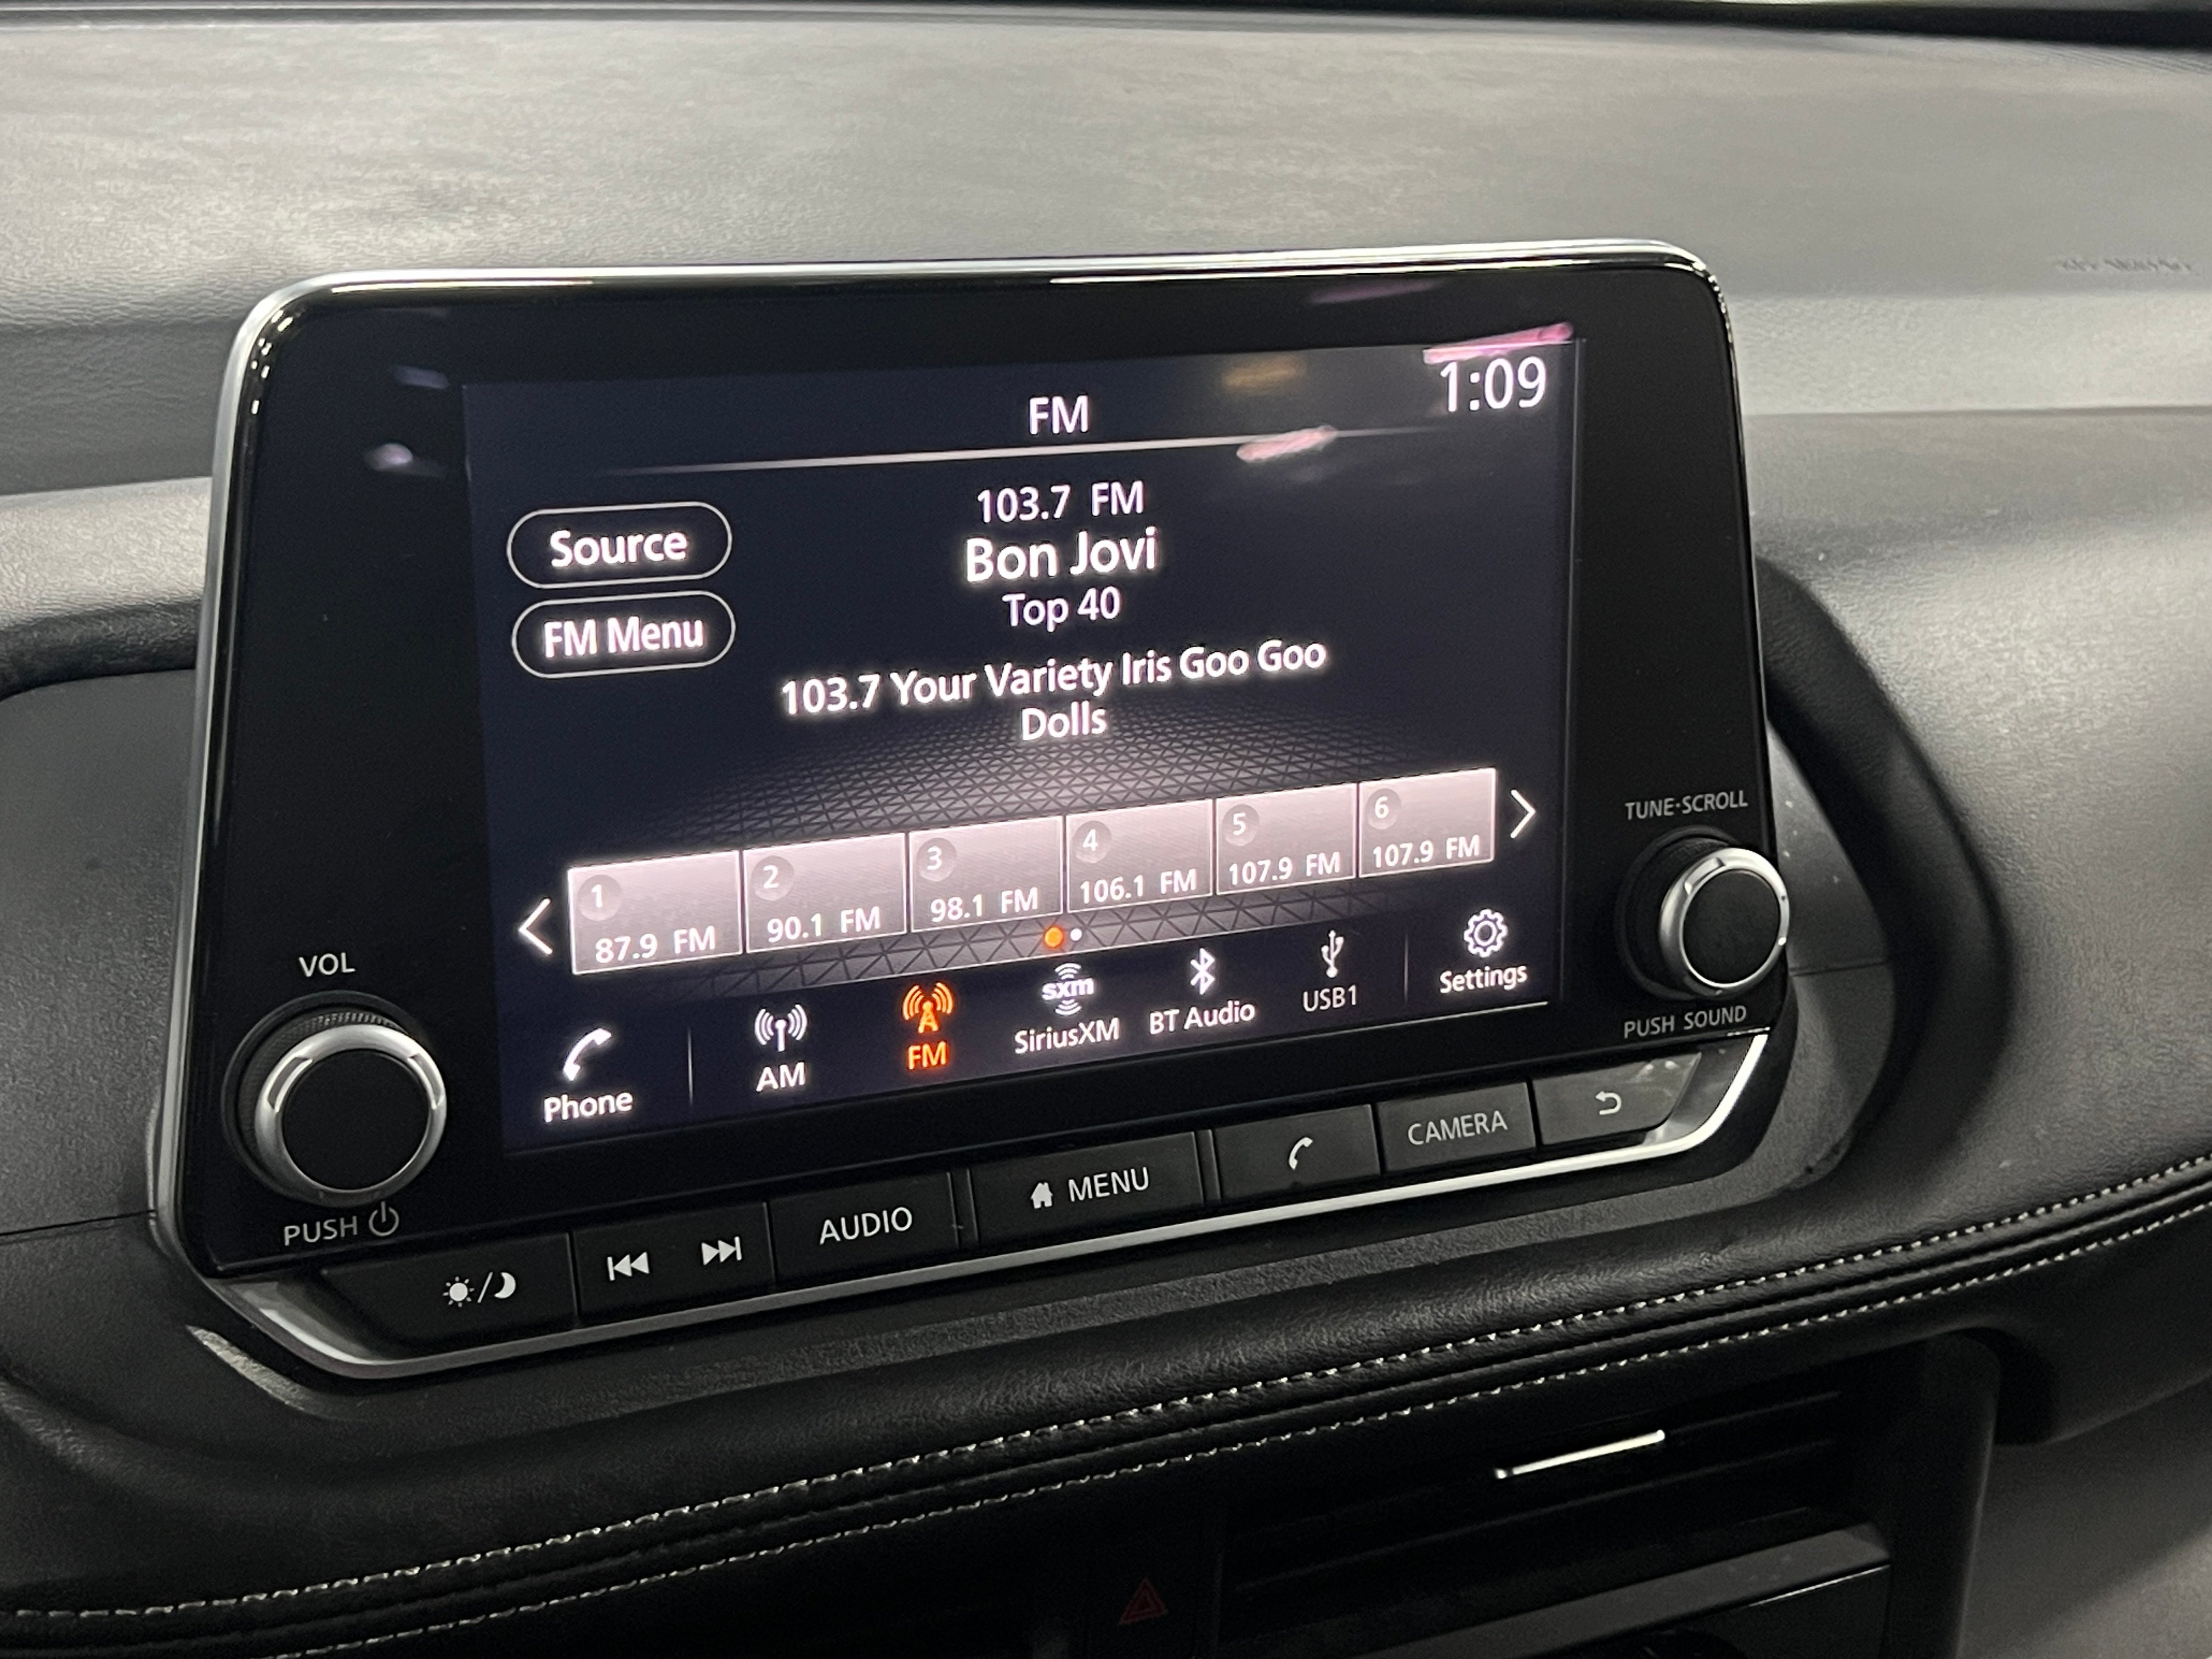 FM
1:09
103.7 FM
Bon Jovi
Top 40
Source
FM Menu
103.7 Your Variety Iris Goo Goo
Dolls
1
87.9 FM
2
90.1 FM
3
98.1 FM
4
106.1 FM
5
107.9 FM
6
107.9 FM
Phone
AM
FM
sxm
SiriusXM
BT Audio
USB1
Settings
VOL
PUSH
TUNE·SCROLL
PUSH SOUND
AUDIO
MENU
CAMERA